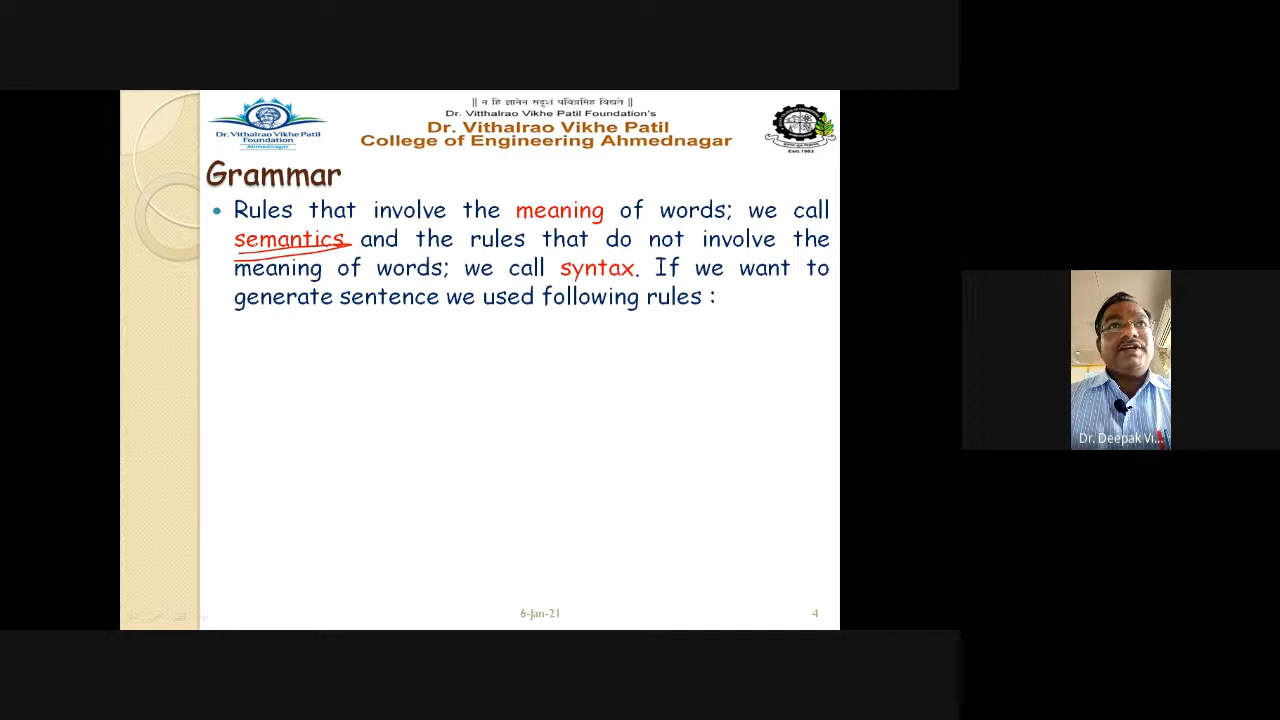 || न हि ज्ञानेन सदृशं पवित्रमिह विद्यते ||
Dr. Vitthalrao Vikhe Patil Foundation's
Dr. Vithalrao Vikhe Patil
College of Engineering Ahmednagar
Dr. Vithalrao Vikhe Patil
Foundation
Ahmednagar
Estd. 1983
Grammar
• Rules that involve the meaning of words; we call
semantics and the rules that do not involve the
meaning of words; we call syntax. If we want to
generate sentence we used following rules :
6-Jan-21
4
Dr. Deepak Vi...